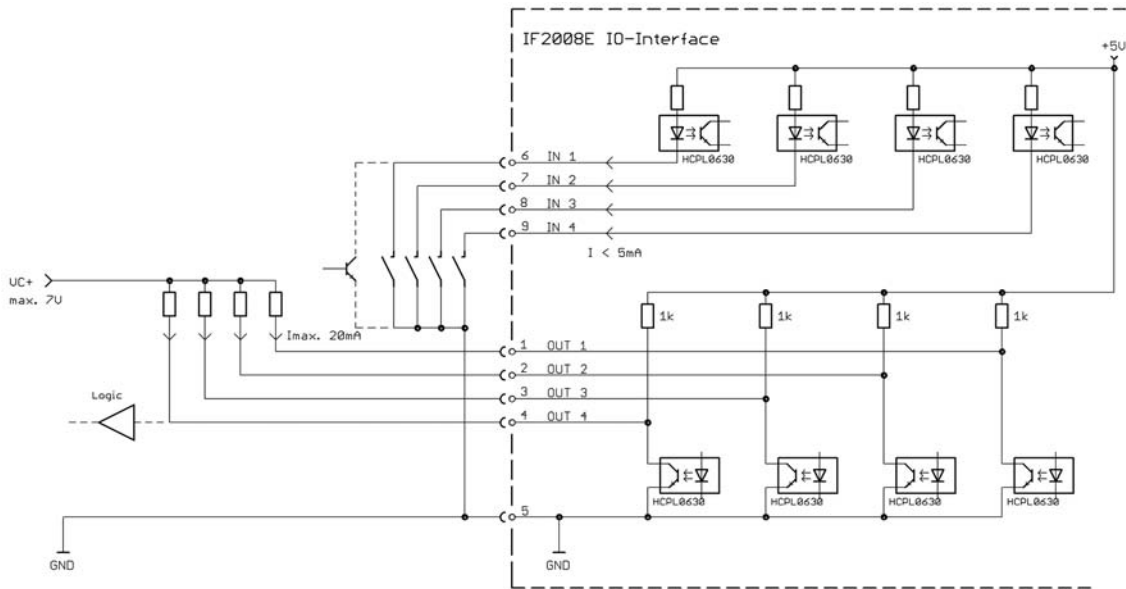 IF2008E IO-Interface
+5V
HCPL0630 HCPL0630 HCPL0630 HCPL0630
6 IN 1
7 IN 2
8 IN 3
9 IN 4
I < 5mA
UC+
max. 7V
1k 1k 1k 1k
Imax. 20mA
1 OUT 1
2 OUT 2
3 OUT 3
4 OUT 4
Logic
HCPL0630 HCPL0630 HCPL0630 HCPL0630
5
GND GND